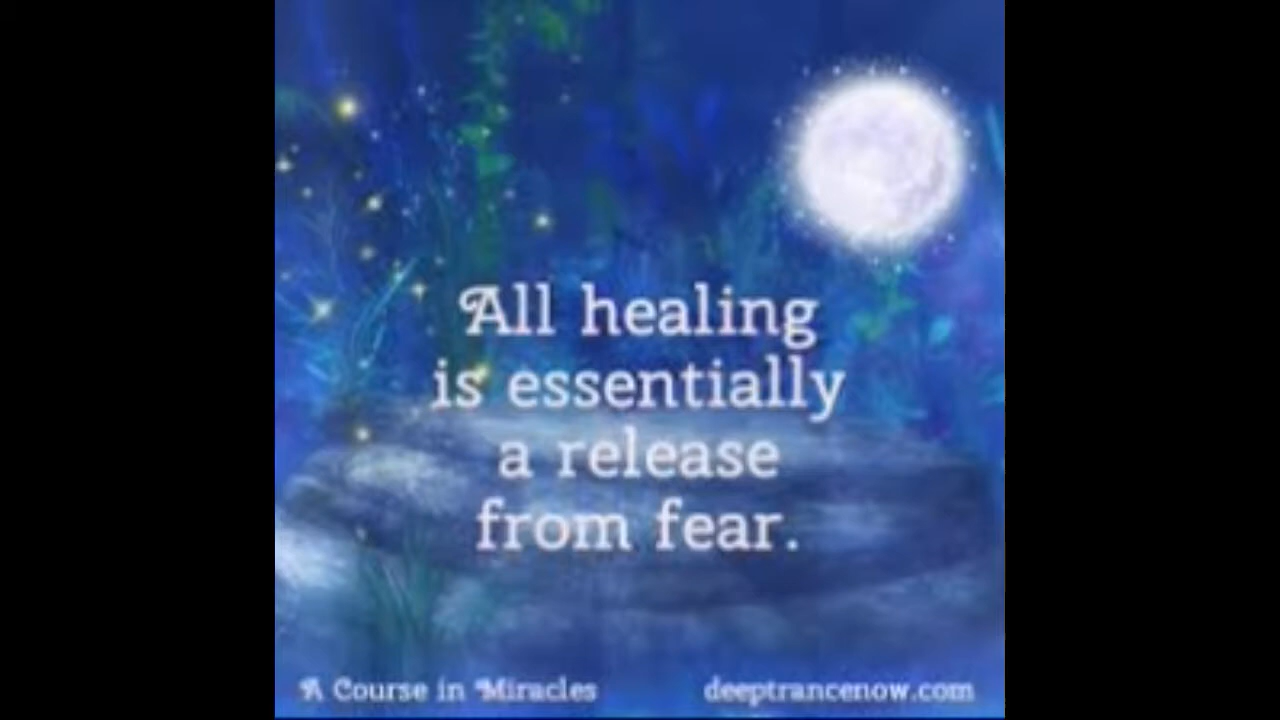 All healing
is essentially
a release
from fear.
A Course in Miracles
deeptrancenow.com